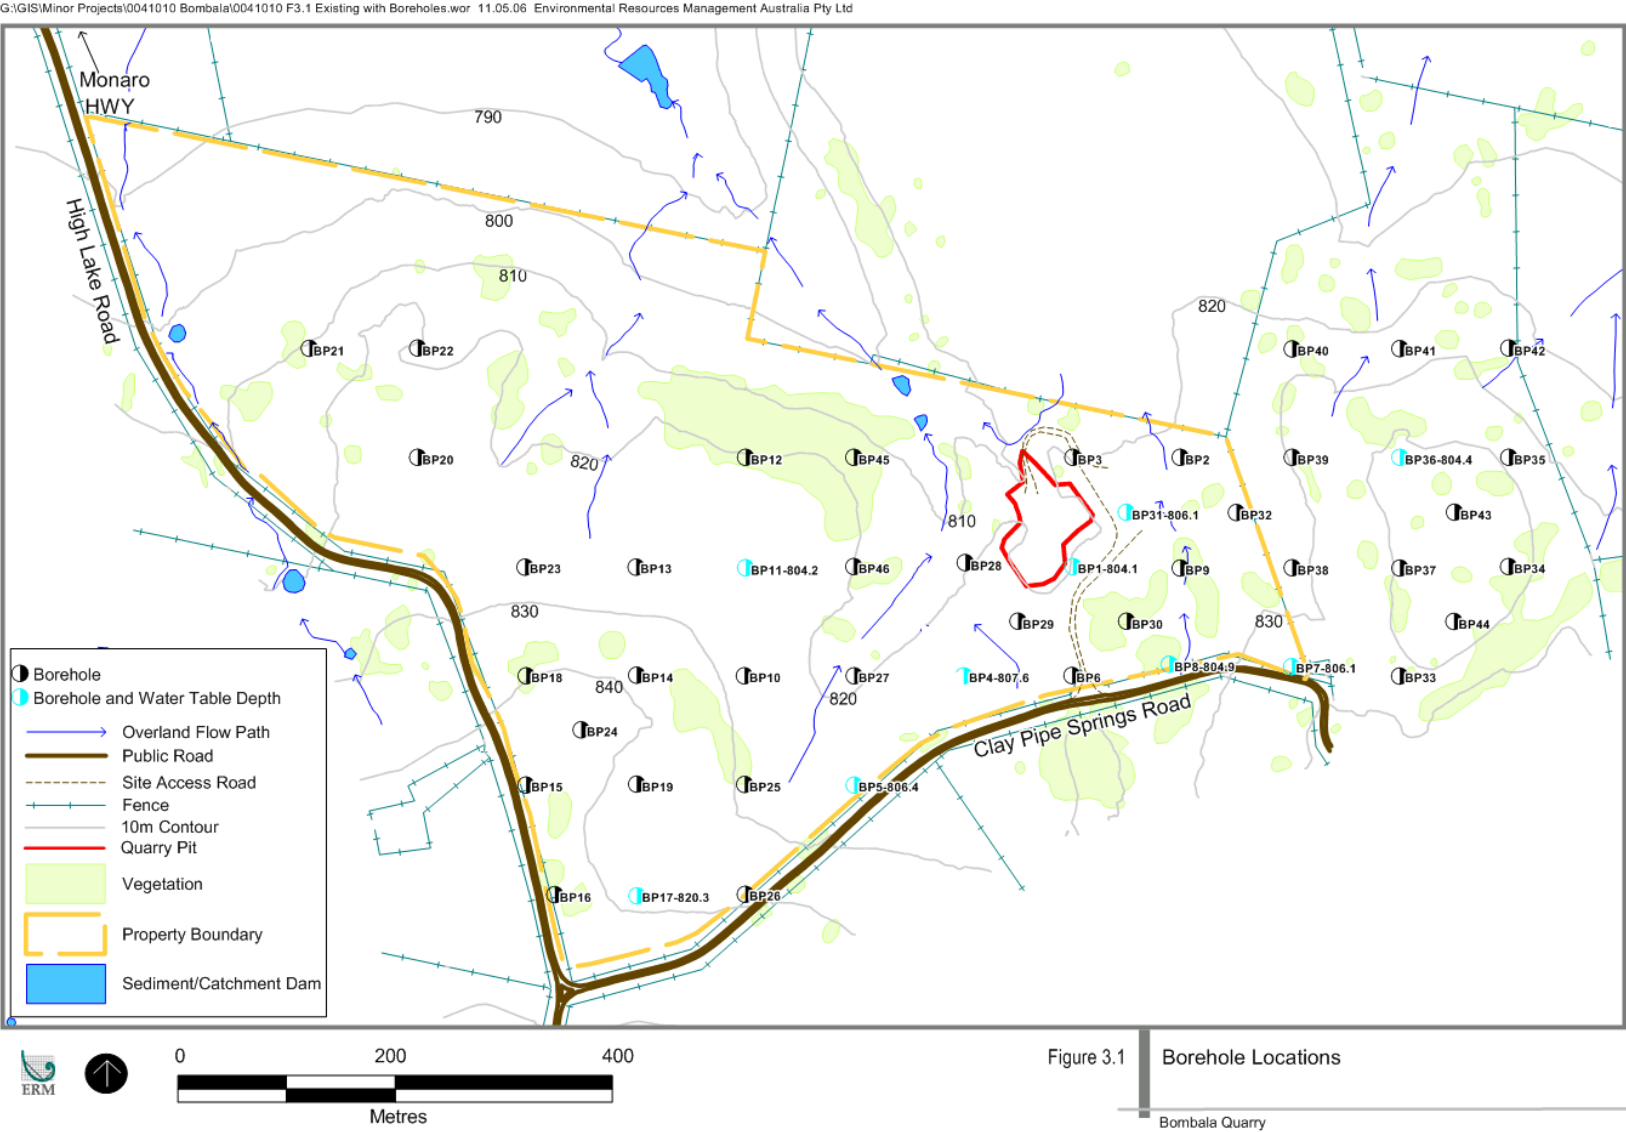 G:\GIS\Minor Projects\0041010 Bombala\0041010 F3.1 Existing with Boreholes.wor 11.05.06 Environmental Resources Management Australia Pty Ltd
Monaro
HWY
790
High Lake Road
800
810
820
BP21
BP22
BP40
BP41
BP42
BP20
820
BP12
BP45
BP3
BP2
BP39
BP36-804.4
BP35
810
BP31-806.1
BP32
BP43
BP23
BP13
BP11-804.2
BP46
BP28
BP1-804.1
BP9
BP38
BP37
BP34
830
BP29
BP30
830
BP44
BP18
840
BP14
BP10
BP27
820
BP4-807.6
BP6
BP8-804.9
BP7-806.1
BP33
BP24
Clay Pipe Springs Road
BP15
BP19
BP25
BP5-806.4
BP16
BP17-820.3
BP26
Borehole
Borehole and Water Table Depth
Overland Flow Path
Public Road
Site Access Road
Fence
10m Contour
Quarry Pit
Vegetation
Property Boundary
Sediment/Catchment Dam
ERM
0 200 400
Metres
Figure 3.1
Borehole Locations
Bombala Quarry